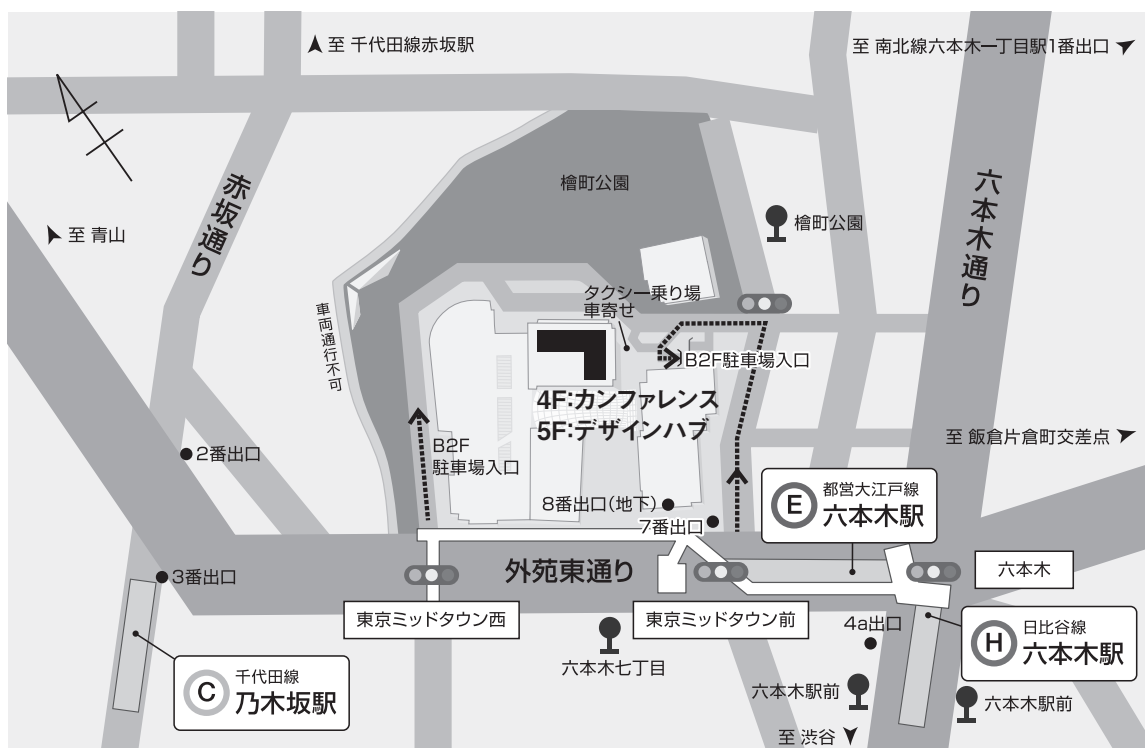 至 千代田線赤坂駅
至 南北線六本木一丁目駅1番出口
檜町公園
赤坂通り
六本木通り
檜町公園
至 青山
タクシー乗り場
車寄せ
車両通行不可
B2F駐車場入口
4F:カンファレンス
5F:デザインハブ
至 飯倉片倉町交差点
B2F
駐車場入口
2番出口
都営大江戸線
E
六本木駅
8番出口(地下)
7番出口
外苑東通り
3番出口
六本木
東京ミッドタウン西
東京ミッドタウン前
4a出口
日比谷線
H
六本木駅
六本木七丁目
千代田線
C
乃木坂駅
六本木駅前
六本木駅前
至 渋谷